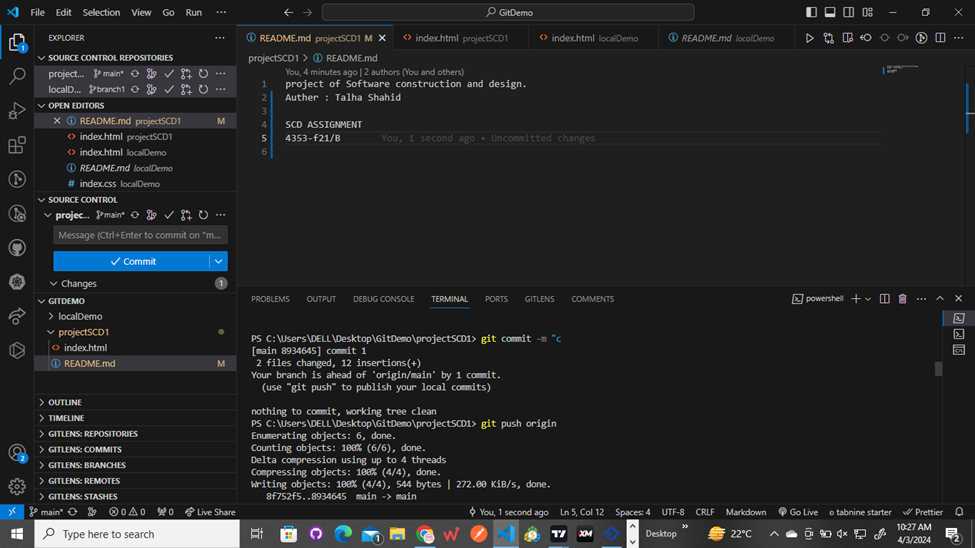 File Edit Selection View Go Run ... GitDemo
EXPLORER ...
SOURCE CONTROL REPOSITORIES
project... main*
localD... branch1
OPEN EDITORS
README.md projectSCD1 M
index.html projectSCD1
index.html localDemo
README.md localDemo
# index.css localDemo
SOURCE CONTROL
projec... main*
Message (Ctrl+Enter to commit on "m...
Commit
Changes 1
GITDEMO
localDemo
projectSCD1
index.html
README.md M
OUTLINE
TIMELINE
GITLENS: REPOSITORIES
GITLENS: COMMITS
GITLENS: BRANCHES
GITLENS: REMOTES
GITLENS: STASHES
README.md projectSCD1 M index.html projectSCD1 index.html localDemo README.md localDemo
projectSCD1 > README.md
You, 4 minutes ago | 2 authors (You and others)
1 project of Software construction and design.
2 Auther : Talha Shahid
3
4 SCD ASSIGNMENT
5 4353-f21/B You, 1 second ago • Uncommitted changes
6
PROBLEMS OUTPUT DEBUG CONSOLE TERMINAL PORTS GITLENS COMMENTS powershell
PS C:\Users\DELL\Desktop\GitDemo\projectSCD1> git commit -m "c
[main 8934645] commit 1
2 files changed, 12 insertions(+)
Your branch is ahead of 'origin/main' by 1 commit.
(use "git push" to publish your local commits)
nothing to commit, working tree clean
PS C:\Users\DELL\Desktop\GitDemo\projectSCD1> git push origin
Enumerating objects: 6, done.
Counting objects: 100% (6/6), done.
Delta compression using up to 4 threads
Compressing objects: 100% (4/4), done.
Writing objects: 100% (4/4), 544 bytes | 272.00 KiB/s, done.
8f752f5..8934645 main -> main
main* 0 0 0 Live Share You, 1 second ago Ln 5, Col 12 Spaces: 4 UTF-8 CRLF Markdown Go Live tabnine starter Prettier
Type here to search Desktop 22°C 10:27 AM
4/3/2024 2